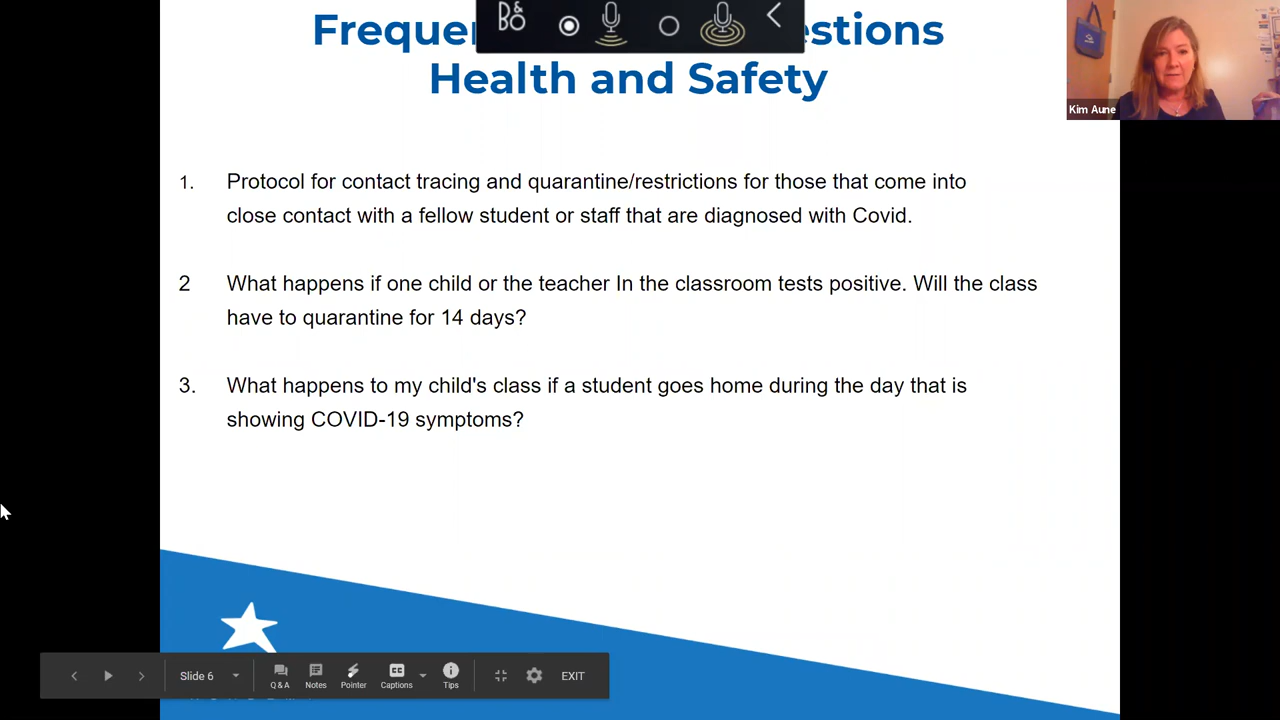 estions
Health and Safety
B&O
Kim Aune
1. Protocol for contact tracing and quarantine/restrictions for those that come into
close contact with a fellow student or staff that are diagnosed with Covid.
2 What happens if one child or the teacher In the classroom tests positive. Will the class
have to quarantine for 14 days?
3. What happens to my child's class if a student goes home during the day that is
showing COVID-19 symptoms?
Slide 6
Q & A
Notes
Pointer
CC
Captions
Tips
EXIT